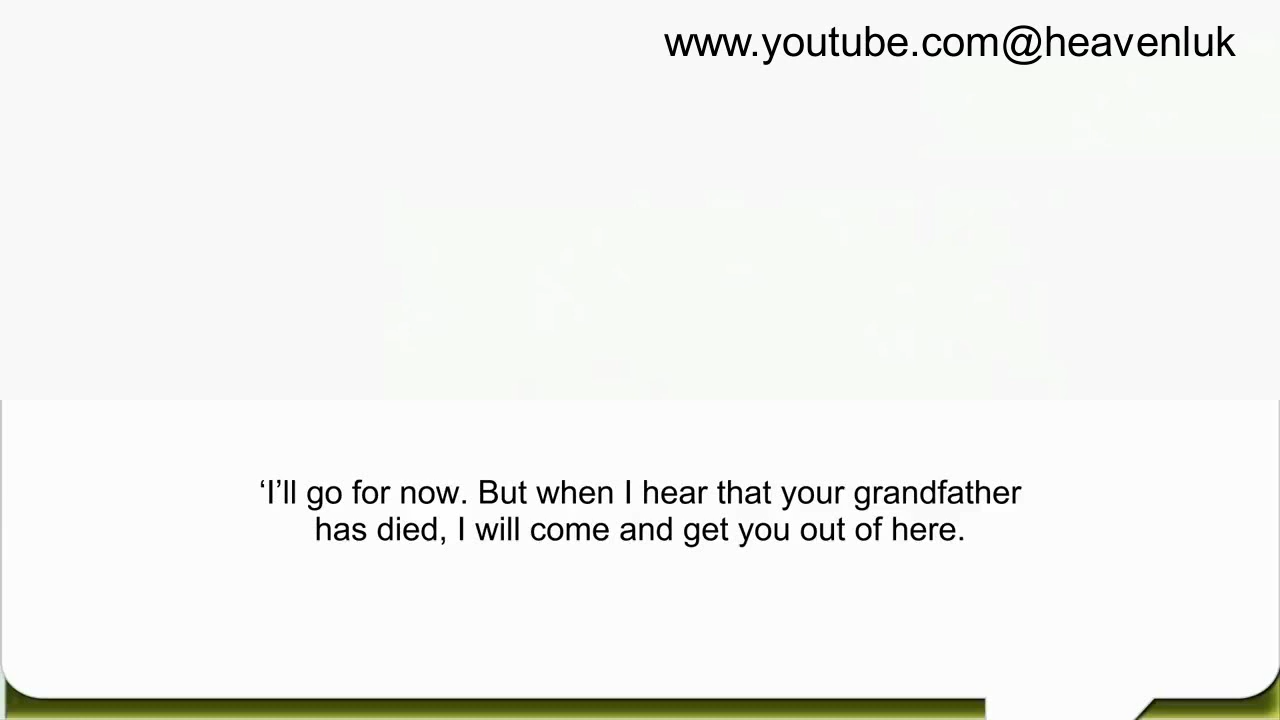 www.youtube.com@heavenluk
‘I’ll go for now. But when I hear that your grandfather
has died, I will come and get you out of here.